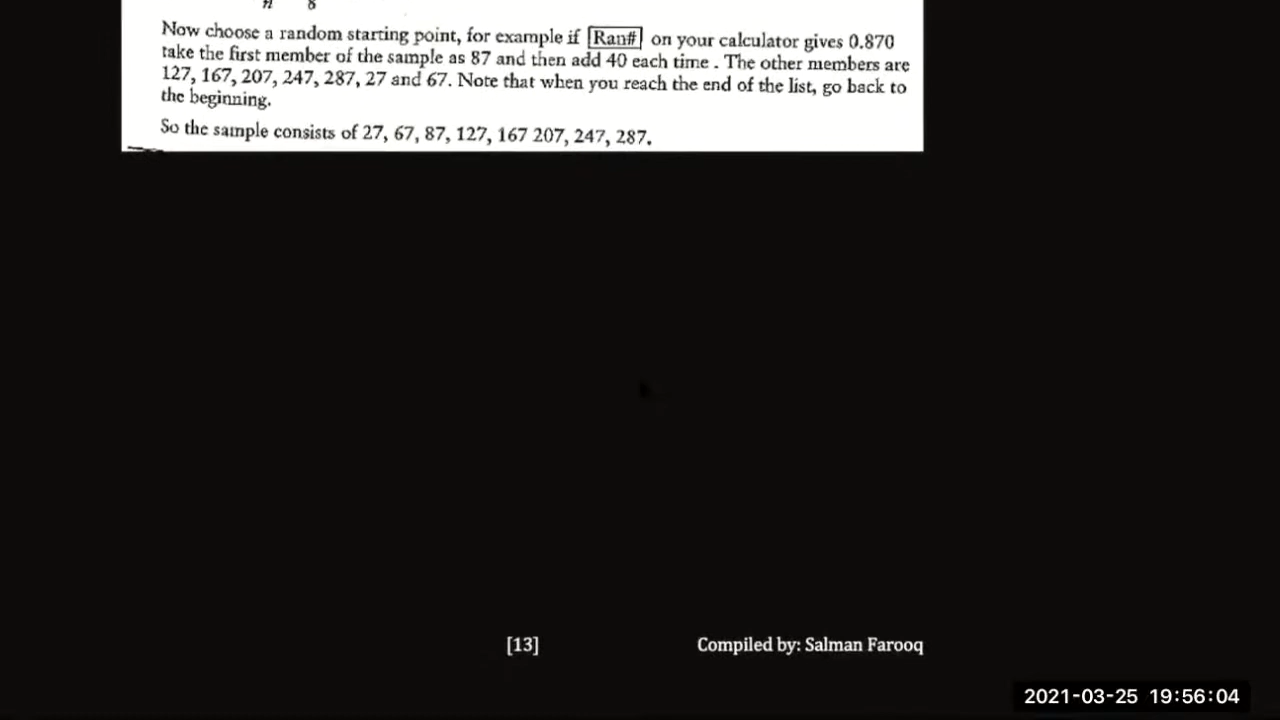 n 8
Now choose a random starting point, for example if Ran# on your calculator gives 0.870
take the first member of the sample as 87 and then add 40 each time . The other members are
127, 167, 207, 247, 287, 27 and 67. Note that when you reach the end of the list, go back to
the beginning.
So the sample consists of 27, 67, 87, 127, 167 207, 247, 287.
[13]
Compiled by: Salman Farooq
2021-03-25 19:56:04